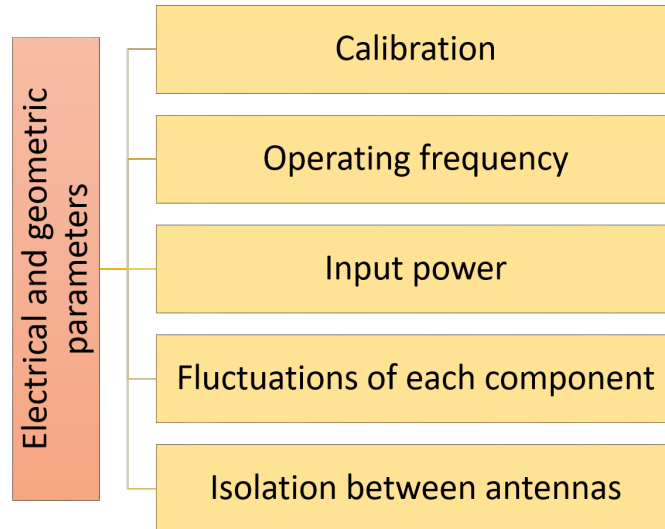 Electrical and geometric
parameters
Calibration
Operating frequency
Input power
Fluctuations of each component
Isolation between antennas